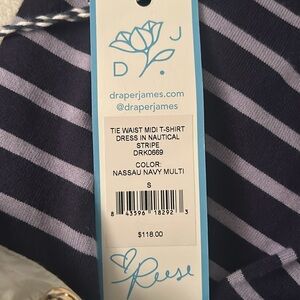 D J
draperjames.com
@draperjames
TIE WAIST MIDI T-SHIRT
DRESS IN NAUTICAL
STRIPE
DRK0669
COLOR:
NASSAU NAVY MULTI
S
8 43596 18292 3
$118.00
Reese